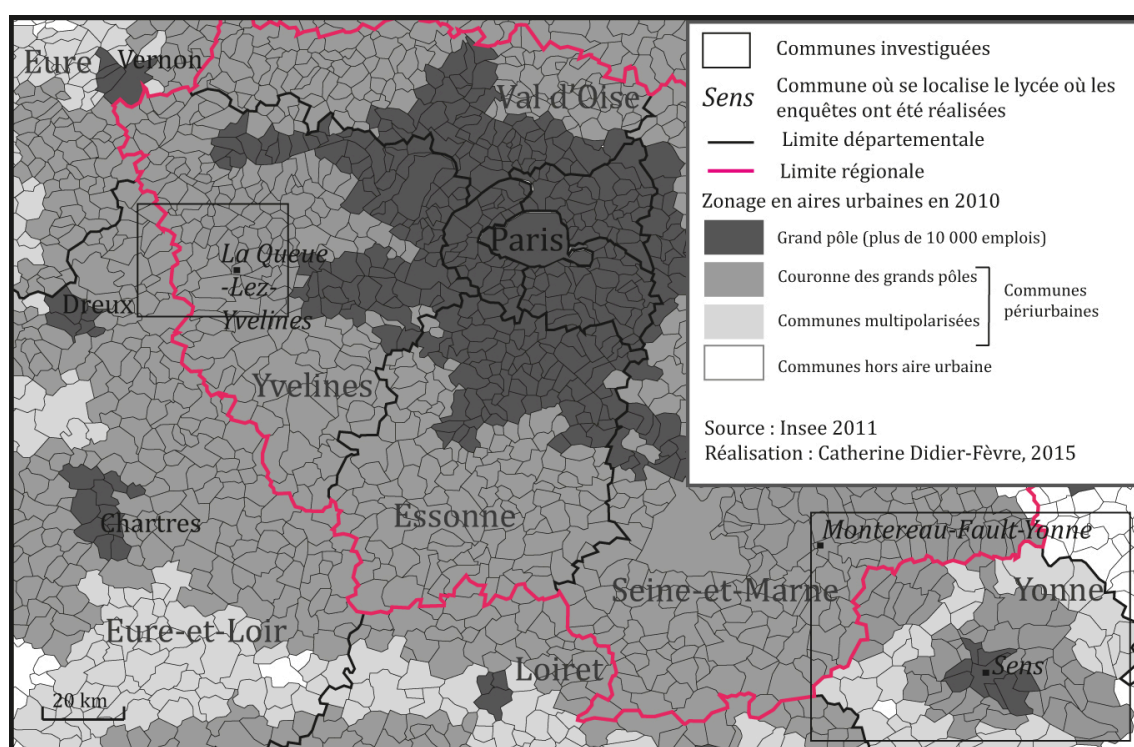 Eure
Vernon
Val d'Oise
Paris
La Queue
-Lez-
Yvelines
Dreux
Yvelines
Chartres
Essonne
Montereau-Fault-Yonne
Seine-et-Marne
Yonne
Eure-et-Loir
Loiret
Sens
20 km
Communes investiguées
Sens
Commune où se localise le lycée où les
enquêtes ont été réalisées
Limite départementale
Limite régionale
Zonage en aires urbaines en 2010
Grand pôle (plus de 10 000 emplois)
Couronne des grands pôles
Communes multipolarisées
Communes
périurbaines
Communes hors aire urbaine
Source : Insee 2011
Réalisation : Catherine Didier-Fèvre, 2015